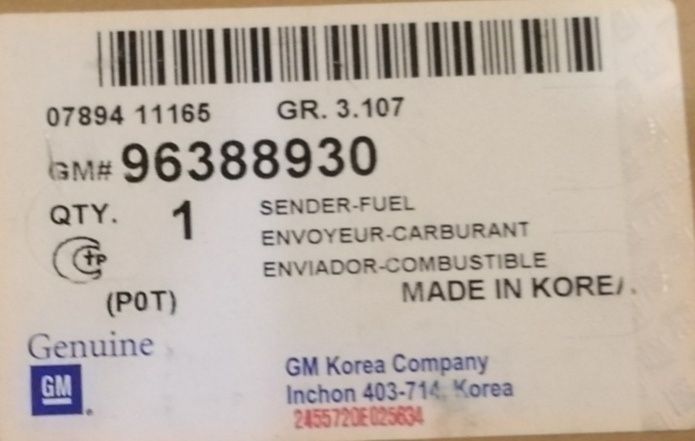 07894 11165 GR. 3.107
GM# 96388930
QTY. 1
SENDER-FUEL
ENVOYEUR-CARBURANT
ENVIADOR-COMBUSTIBLE
MADE IN KOREA
(P0T)
Genuine
GM
GM Korea Company
Inchon 403-714, Korea
2455720E025634